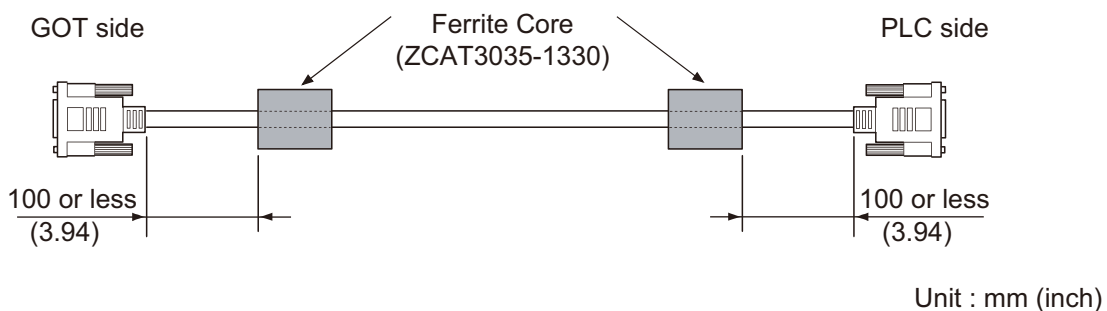 GOT side
Ferrite Core
(ZCAT3035-1330)
PLC side
100 or less
(3.94)
100 or less
(3.94)
Unit : mm (inch)